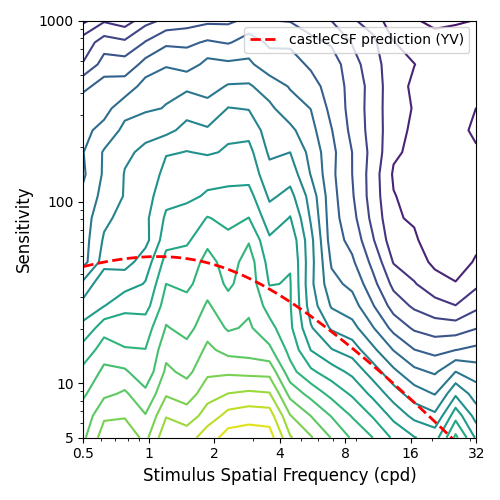 1000
castleCSF prediction (YV)
Sensitivity
100
10
5
0.5 1 2 4 8 16 32
Stimulus Spatial Frequency (cpd)